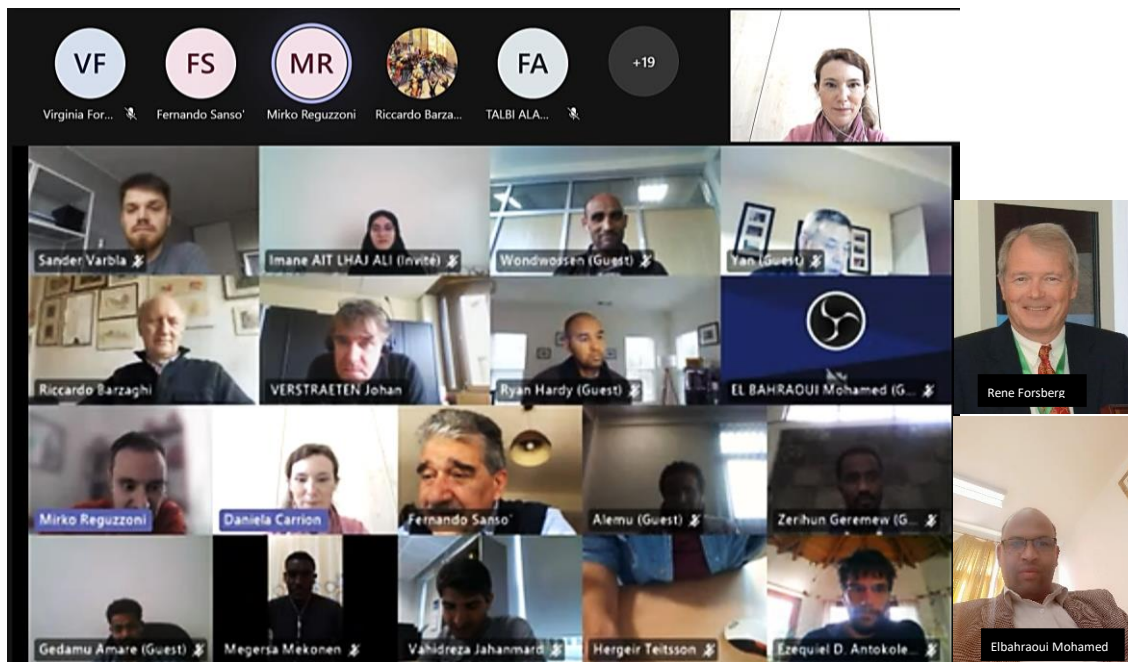 VF
FS
MR
FA
+19
Virginia For...
Fernando Sanso'
Mirko Reguzzoni
Riccardo Barza...
TALBI ALA...
Sander Varbla
Imane AIT LHAJ ALI (Invité)
Wondwossen (Guest)
Yan (Guest)
Riccardo Barzaghi
VERSTRAETEN Johan
Ryan Hardy (Guest)
EL BAHRAOUI Mohamed (G...
Rene Forsberg
Mirko Reguzzoni
Daniela Carrion
Fernando Sanso'
Alemu (Guest)
Zerihun Geremew (G...
Gedamu Amare (Guest)
Megersa Mekonen
Vahidreza Jahanmard
Hergeir Teitsson
Ezequiel D. Antokole...
Elbahraoui Mohamed